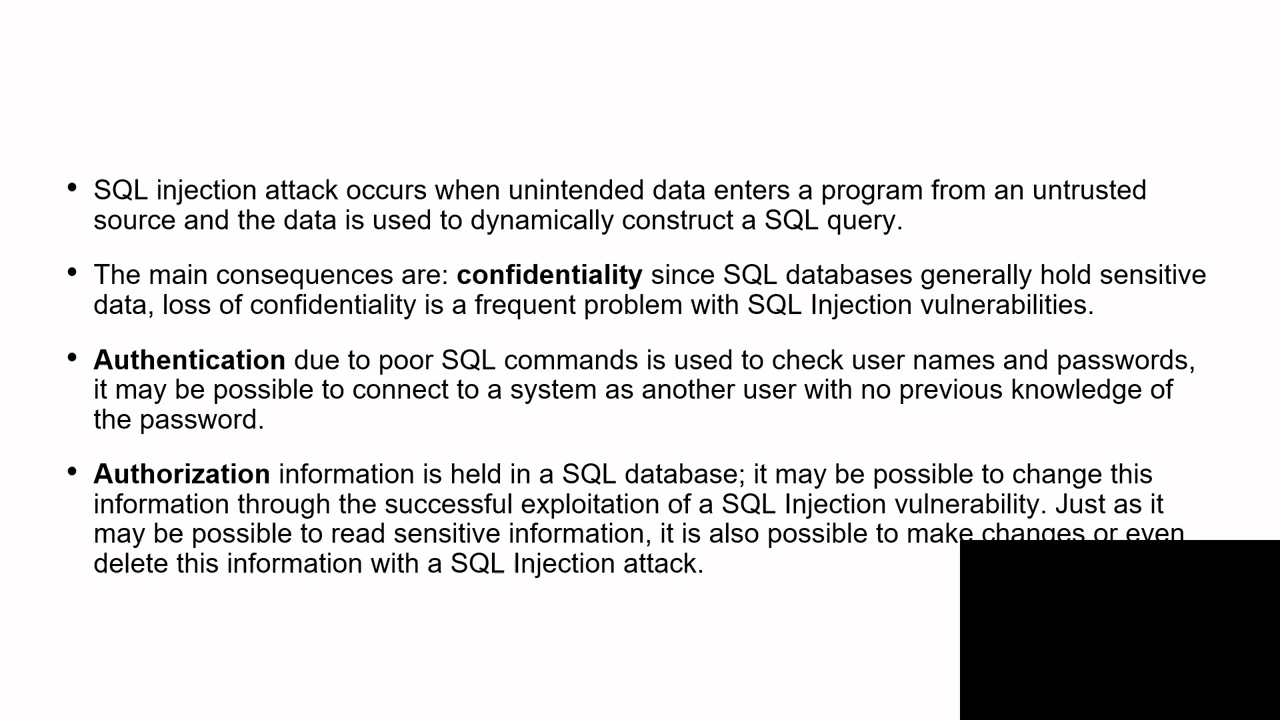 • SQL injection attack occurs when unintended data enters a program from an untrusted
source and the data is used to dynamically construct a SQL query.
• The main consequences are: confidentiality since SQL databases generally hold sensitive
data, loss of confidentiality is a frequent problem with SQL Injection vulnerabilities.
• Authentication due to poor SQL commands is used to check user names and passwords,
it may be possible to connect to a system as another user with no previous knowledge of
the password.
• Authorization information is held in a SQL database; it may be possible to change this
information through the successful exploitation of a SQL Injection vulnerability. Just as it
may be possible to read sensitive information, it is also possible to make changes or even
delete this information with a SQL Injection attack.